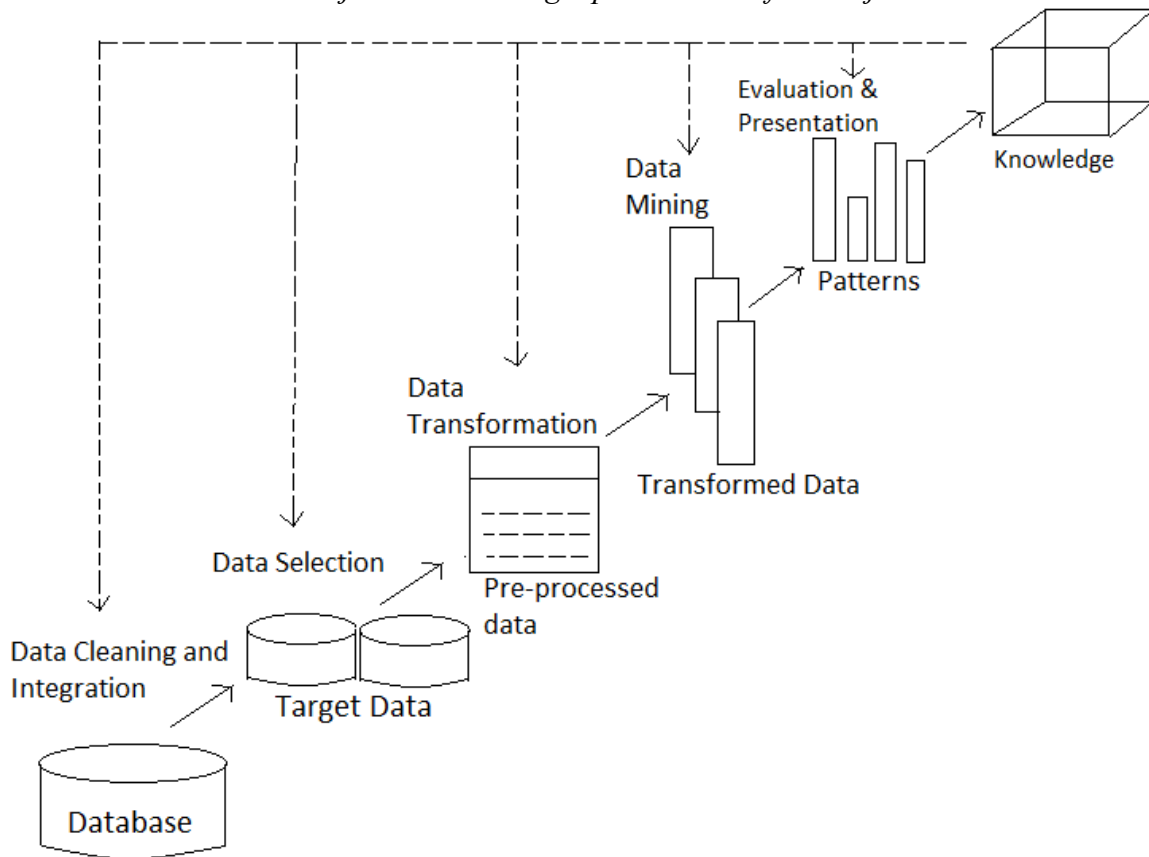 Evaluation &
Presentation
Knowledge
Data
Mining
Patterns
Data
Transformation
Transformed Data
Data Selection
Pre-processed
data
Data Cleaning and
Integration
Target Data
Database